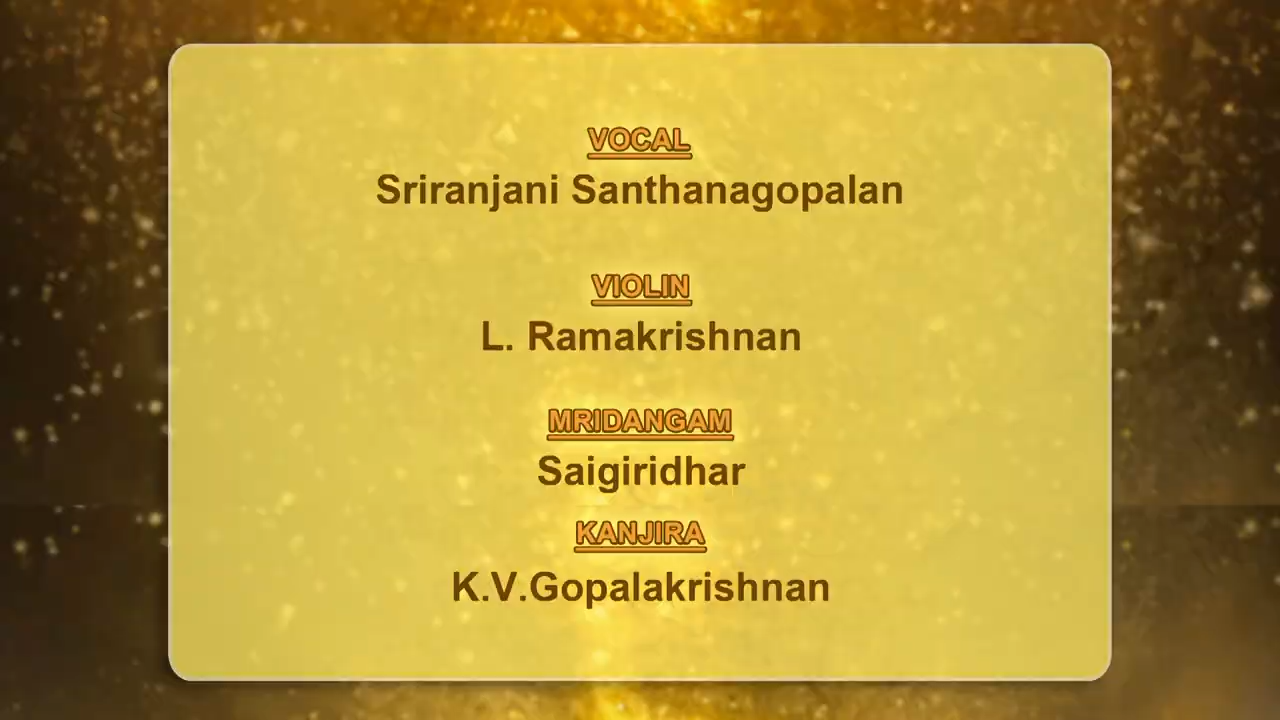 VOCAL
Sriranjani Santhanagopalan
VIOLIN
L. Ramakrishnan
MRIDANGAM
Saigiridhar
KANJIRA
K.V.Gopalakrishnan